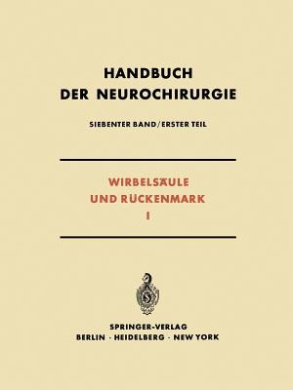 HANDBUCH
DER NEUROCHIRURGIE
SIEBENTER BAND/ERSTER TEIL
WIRBELSÄULE
UND RÜCKENMARK
I
SPRINGER-VERLAG
BERLIN · HEIDELBERG · NEW YORK